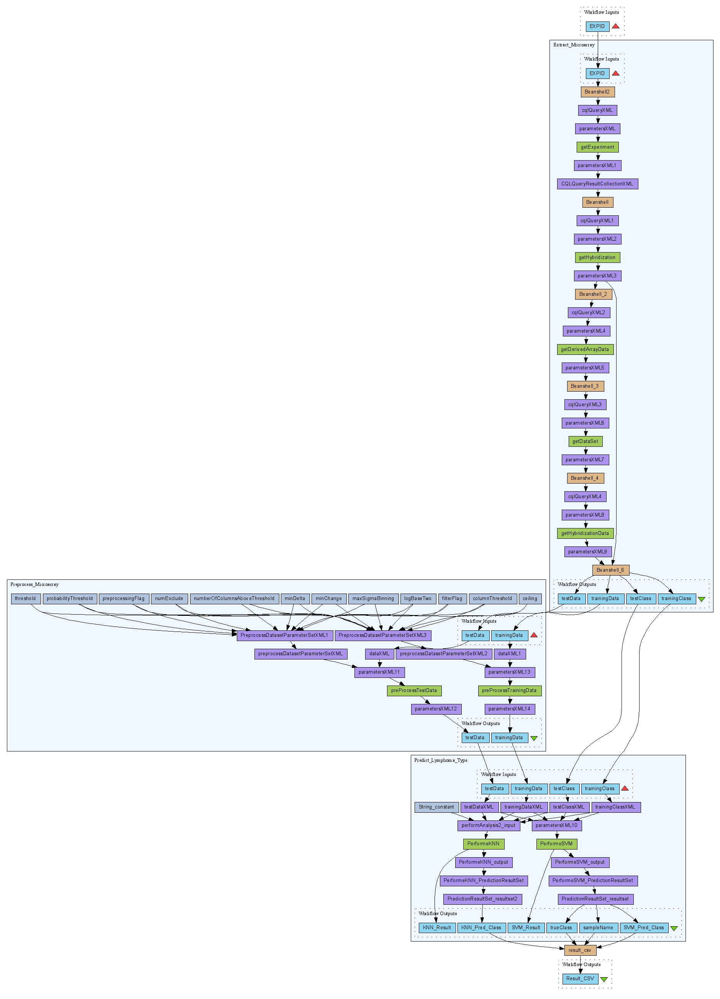 Workflow Inputs
EXPID
Extract_Microarray
Workflow Inputs
EXPID
Beanshell2
cqlQueryXML
parametersXML
getExperiment
parametersXML1
CQLQueryResultCollectionXML
Beanshell
cqlQueryXML1
parametersXML2
getHybridization
parametersXML3
Beanshell_2
cqlQueryXML2
parametersXML4
getDerivedArrayData
parametersXML5
Beanshell_3
cqlQueryXML3
parametersXML6
getDataSet
parametersXML7
Beanshell_4
cqlQueryXML4
parametersXML8
getHybridizationData
parametersXML9
Beanshell_6
Workflow Outputs
testData trainingData testClass trainingClass
Preprocess_Microarray
threshold probabilityThreshold preprocessingFlag numExclude numberOfColumnsAboveThreshold minDelta minChange maxSigmaBinning logBaseTwo filterFlag columnThreshold ceiling
Workflow Inputs
PreprocessDatasetParameterSetXML1 PreprocessDatasetParameterSetXML3 testData trainingData
preprocessDatasetParameterSetXML dataXML preprocessDatasetParameterSetXML2 dataXML1
parametersXML11 parametersXML13
preProcessTestData preProcessTrainingData
parametersXML12 parametersXML14
Workflow Outputs
testData trainingData
Predict_Lymphoma_Type
Workflow Inputs
testData trainingData testClass trainingClass
String_constant testDataXML trainingDataXML testClassXML trainingClassXML
performAnalysis2_input parametersXML10
PerformeKNN PerformeSVM
PerformeKNN_output PerformeSVM_output
PerformeKNN_PredictionResultSet PerformeSVM_PredictionResultSet
PredictionResultSet_resultset2 PredictionResultSet_resultset
Workflow Outputs
KNN_Result KNN_Pred_Class SVM_Result trueClass sampleName SVM_Pred_Class
result_csv
Workflow Outputs
Result_CSV